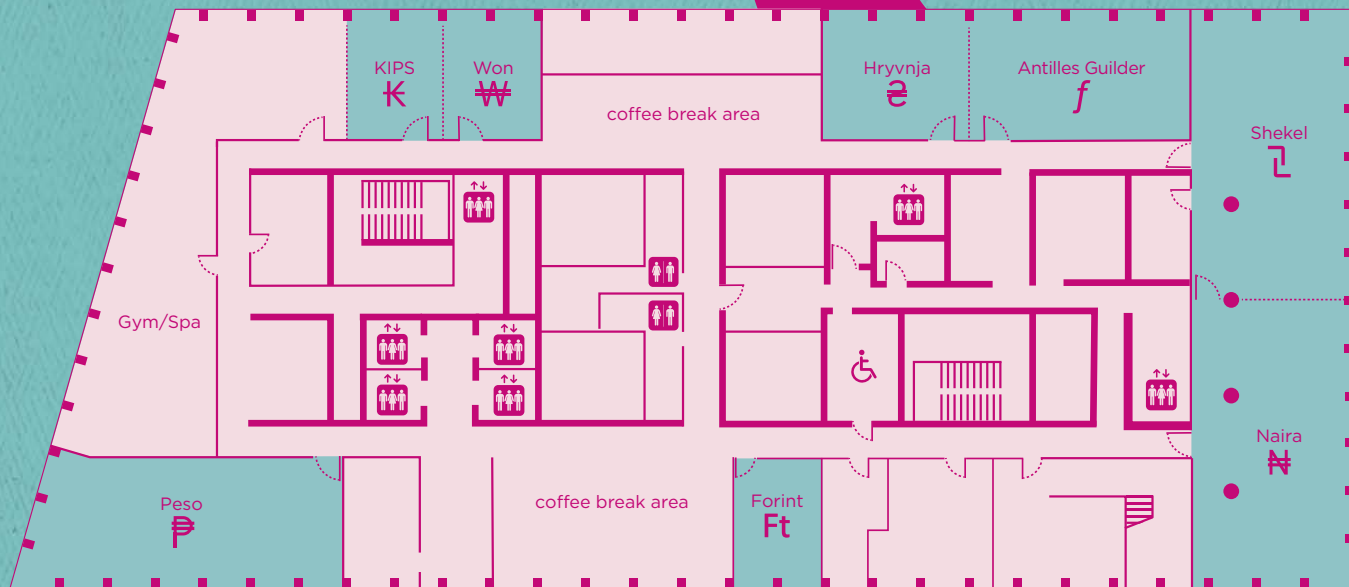 KIPS
₭
Won
₩
coffee break area
Hryvnja
₴
Antilles Guilder
ƒ
Shekel
Gym/Spa
Naira
₦
Peso
₱
coffee break area
Forint
Ft